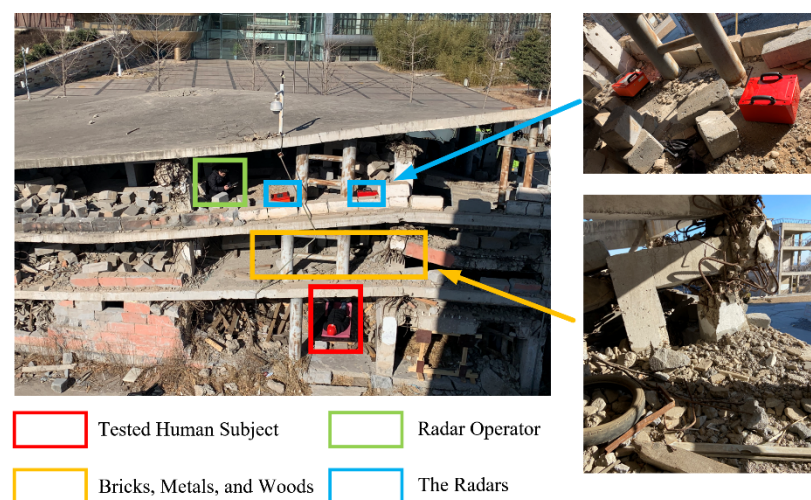 Tested Human Subject
Radar Operator
Bricks, Metals, and Woods
The Radars